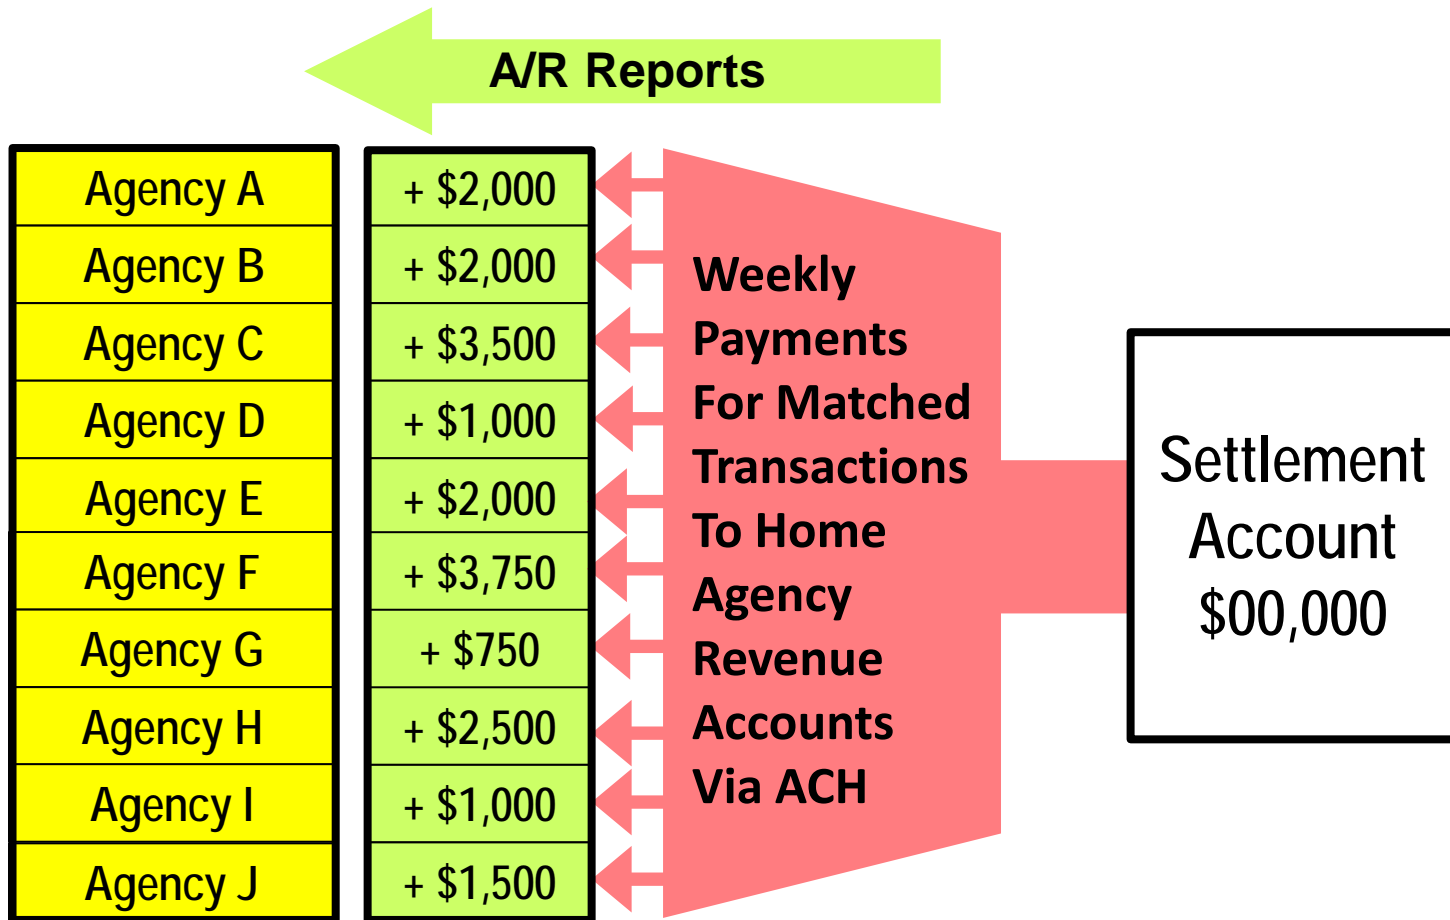 A/R Reports
Agency A
+ $2,000
Agency B
+ $2,000
Agency C
+ $3,500
Agency D
+ $1,000
Agency E
+ $2,000
Agency F
+ $3,750
Agency G
+ $750
Agency H
+ $2,500
Agency I
+ $1,000
Agency J
+ $1,500
Weekly
Payments
For Matched
Transactions
To Home
Agency
Revenue
Accounts
Via ACH
Settlement
Account
$00,000